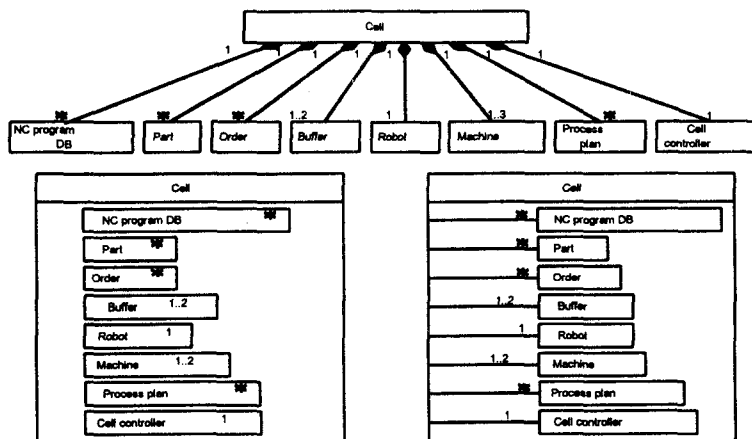 Cell
1 1 1 1 1 1 1 1
* * * 1..2 1 1..3 * 1
NC program DB Part Order Buffer Robot Machine Process plan Cell controller
Cell
NC program DB *
Part *
Order *
Buffer 1..2
Robot 1
Machine 1..2
Process plan *
Cell controller 1
Cell
* NC program DB
* Part
* Order
1..2 Buffer
1 Robot
1..2 Machine
* Process plan
1 Cell controller